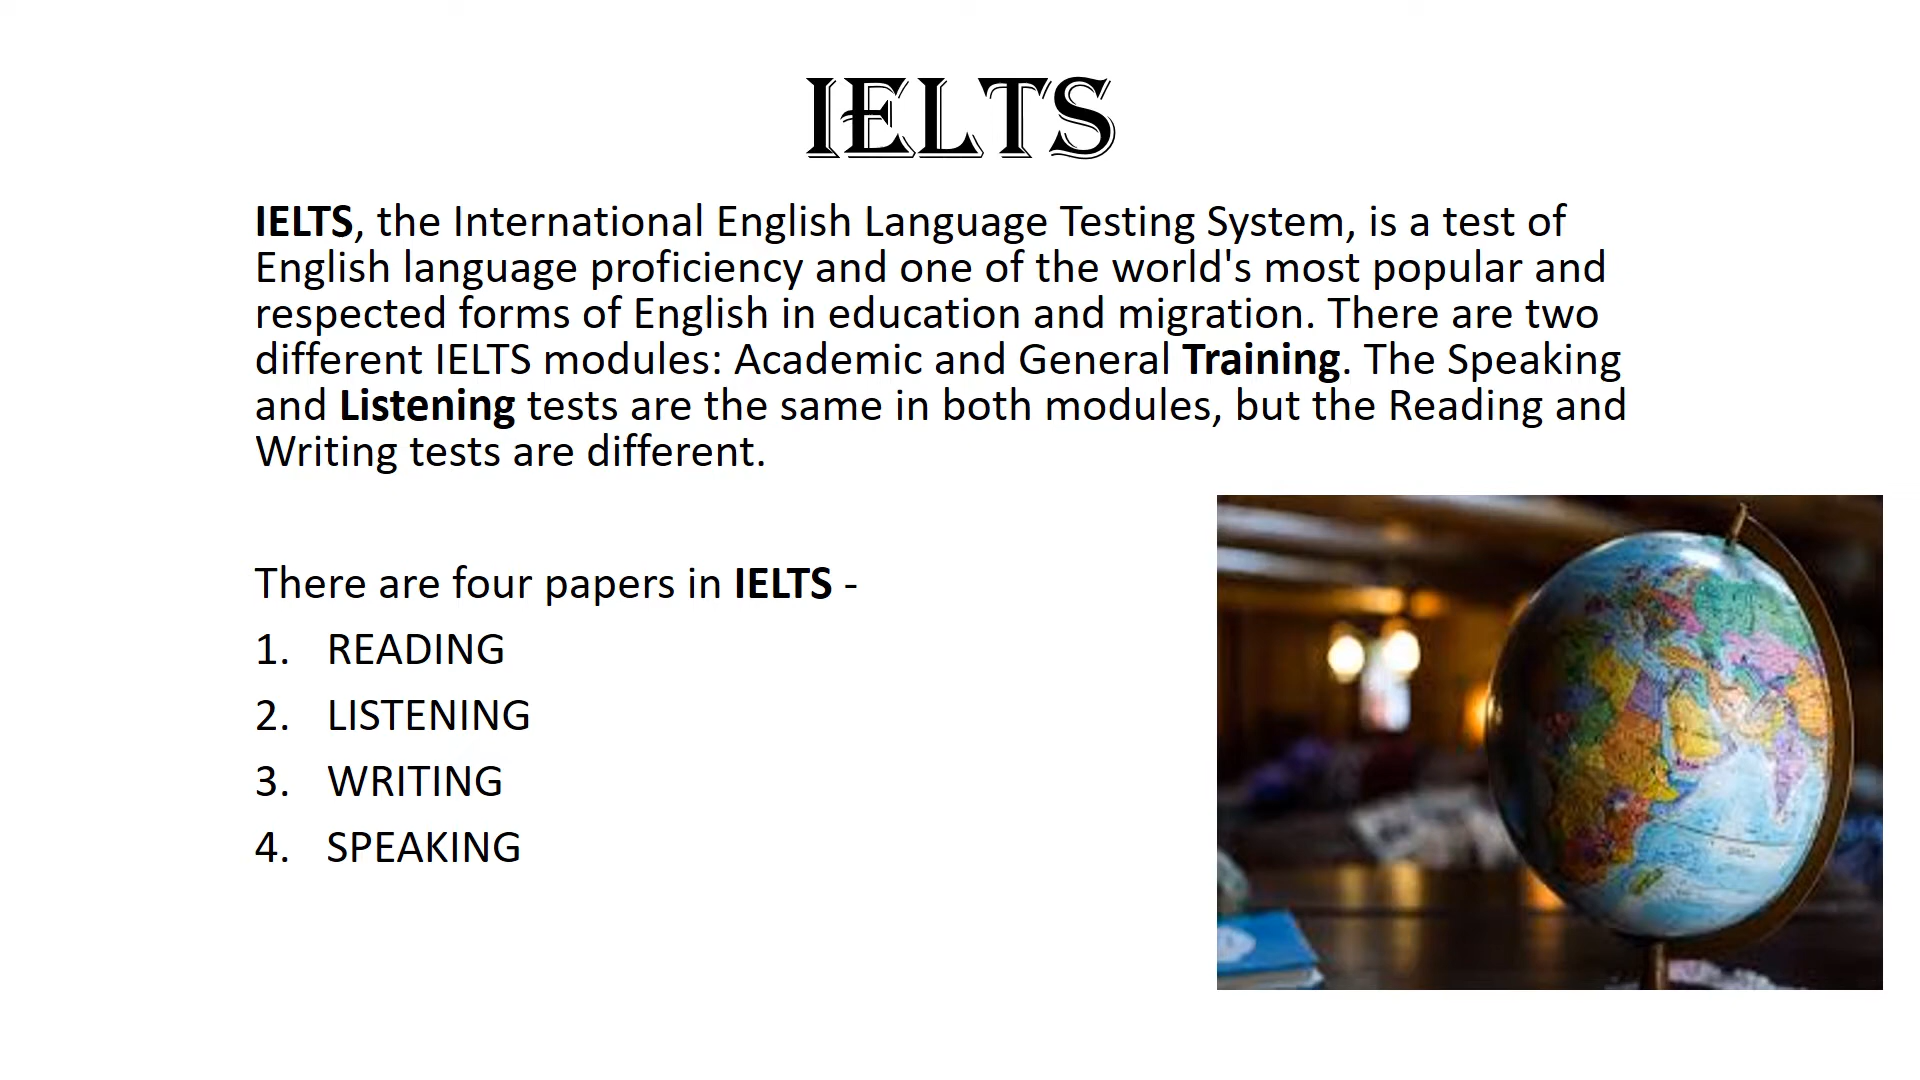 IELTS
IELTS, the International English Language Testing System, is a test of
English language proficiency and one of the world's most popular and
respected forms of English in education and migration. There are two
different IELTS modules: Academic and General Training. The Speaking
and Listening tests are the same in both modules, but the Reading and
Writing tests are different.
There are four papers in IELTS -
1. READING
2. LISTENING
3. WRITING
4. SPEAKING